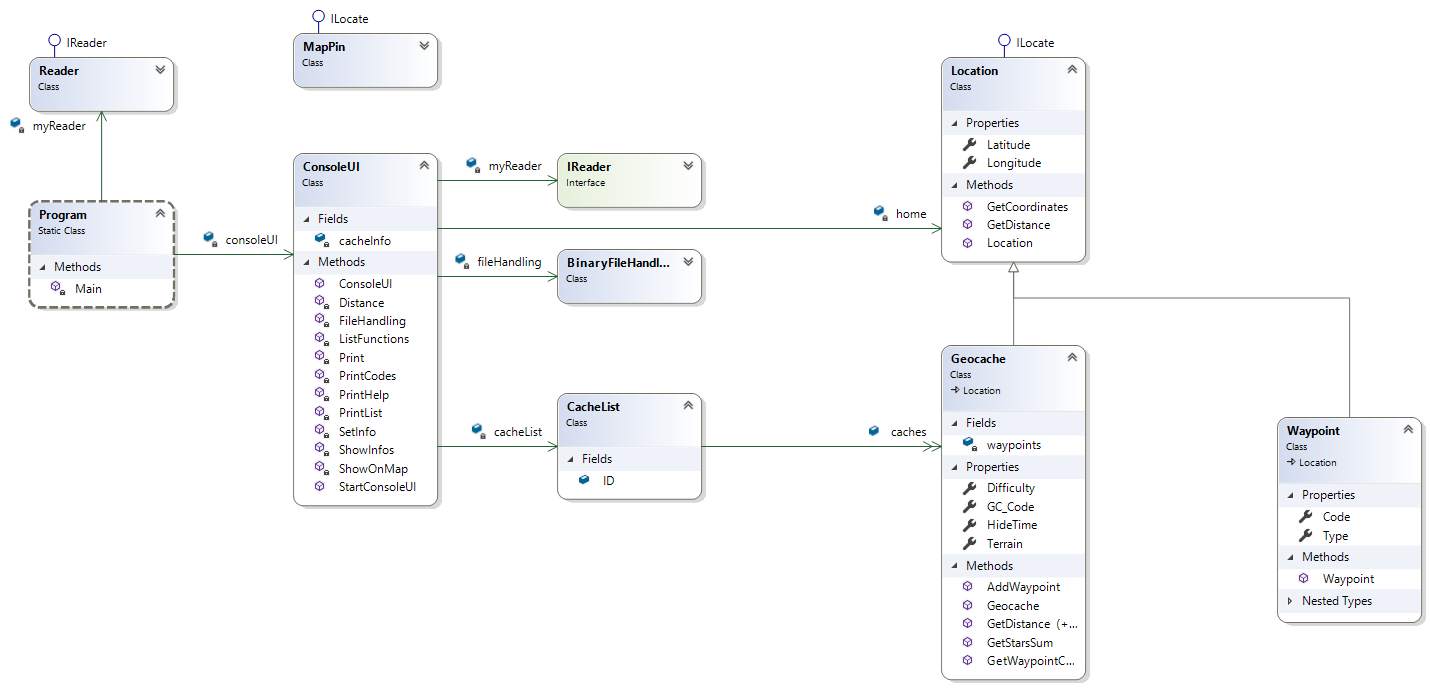 IReader
Reader
Class
myReader
Program
Static Class
Methods
Main
consoleUI
ILocate
MapPin
Class
ConsoleUI
Class
Fields
cacheInfo
Methods
ConsoleUI
Distance
FileHandling
ListFunctions
Print
PrintCodes
PrintHelp
PrintList
SetInfo
ShowInfos
ShowOnMap
StartConsoleUI
myReader
IReader
Interface
home
fileHandling
BinaryFileHandl...
Class
cacheList
CacheList
Class
Fields
ID
caches
ILocate
Location
Class
Properties
Latitude
Longitude
Methods
GetCoordinates
GetDistance
Location
Geocache
Class
Location
Fields
waypoints
Properties
Difficulty
GC_Code
HideTime
Terrain
Methods
AddWaypoint
Geocache
GetDistance (+...
GetStarsSum
GetWaypointC...
Waypoint
Class
Location
Properties
Code
Type
Methods
Waypoint
Nested Types